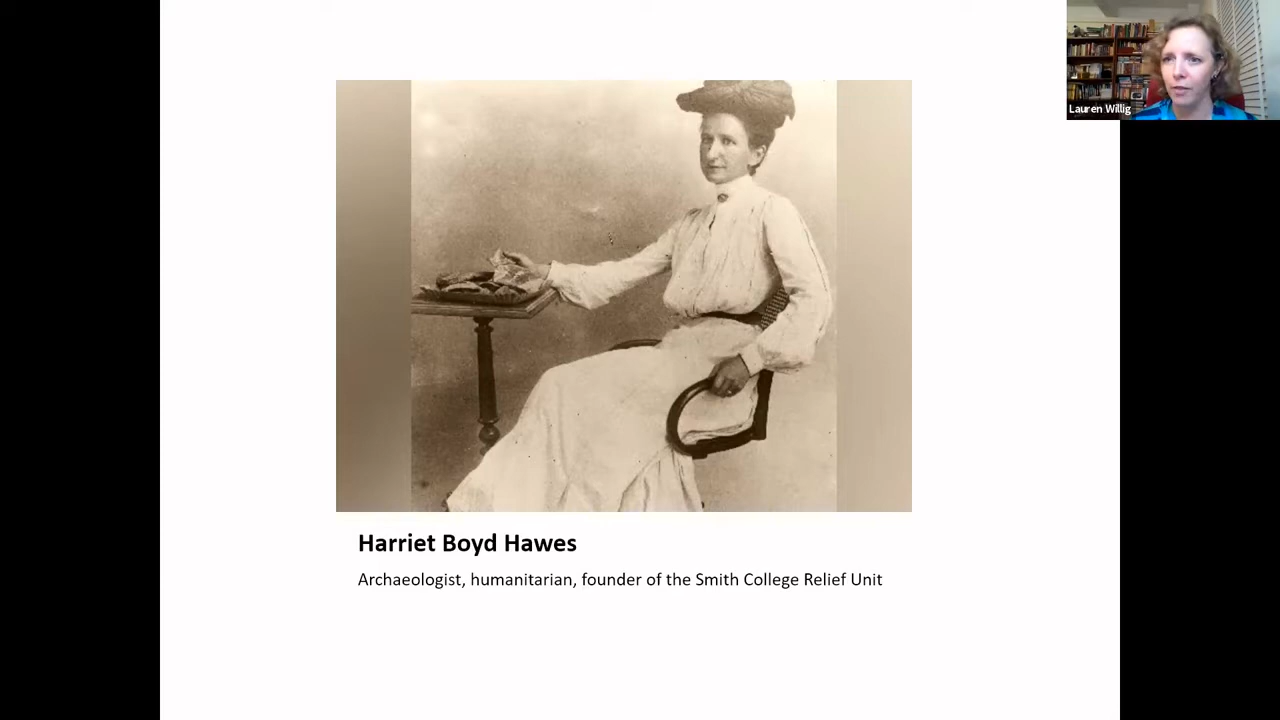 Lauren Willig
Harriet Boyd Hawes
Archaeologist, humanitarian, founder of the Smith College Relief Unit